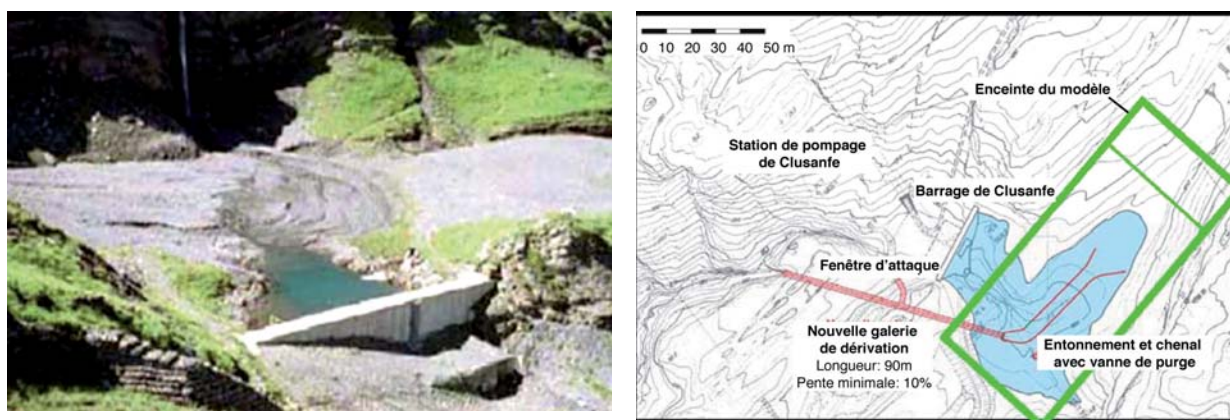 0 10 20 30 40 50 m
Enceinte du modèle
Station de pompage
de Clusanfe
Barrage de Clusanfe
Fenêtre d'attaque
Nouvelle galerie
de dérivation
Longueur: 90m
Pente minimale: 10%
Entonnement et chenal
avec vanne de purge